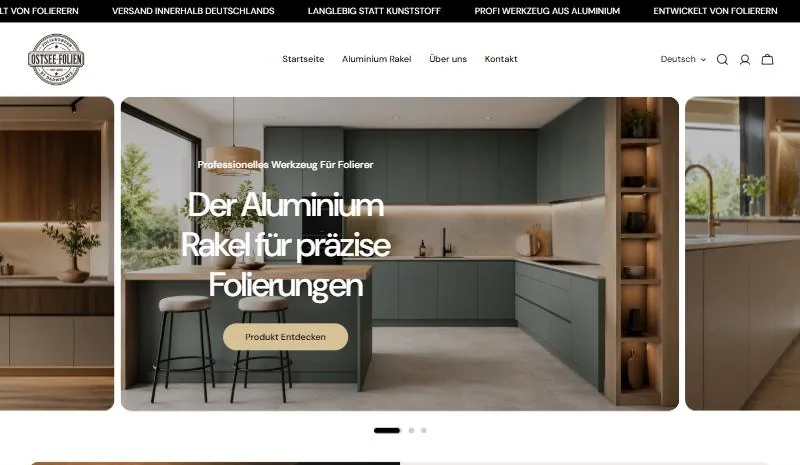 LT VON FOLIERERN
VERSAND INNERHALB DEUTSCHLANDS
LANGLEBIG STATT KUNSTSTOFF
PROFI WERKZEUG AUS ALUMINIUM
ENTWICKELT VON FOLIERERN
OSTSEE-FOLIEN
Startseite
Aluminium Rakel
Über uns
Kontakt
Deutsch
Professionelles Werkzeug Für Folierer
Der Aluminium
Rakel für präzise
Folierungen
Produkt Entdecken